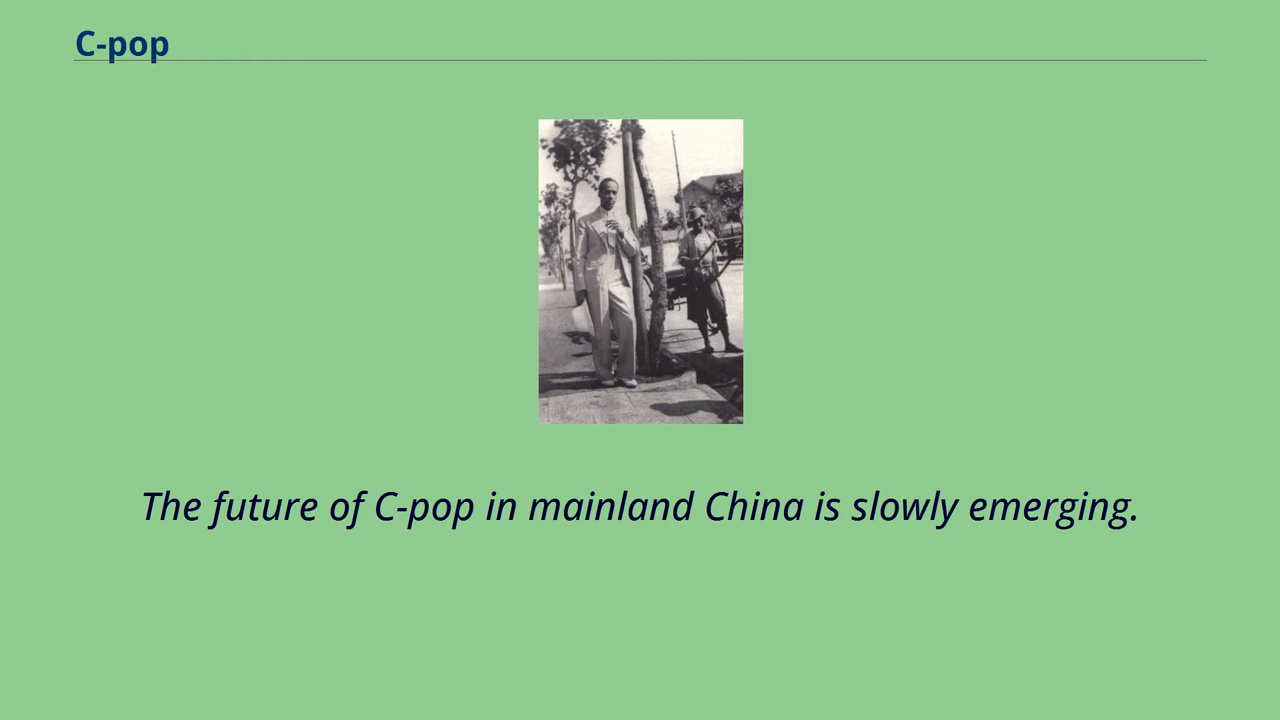 C-pop
The future of C-pop in mainland China is slowly emerging.